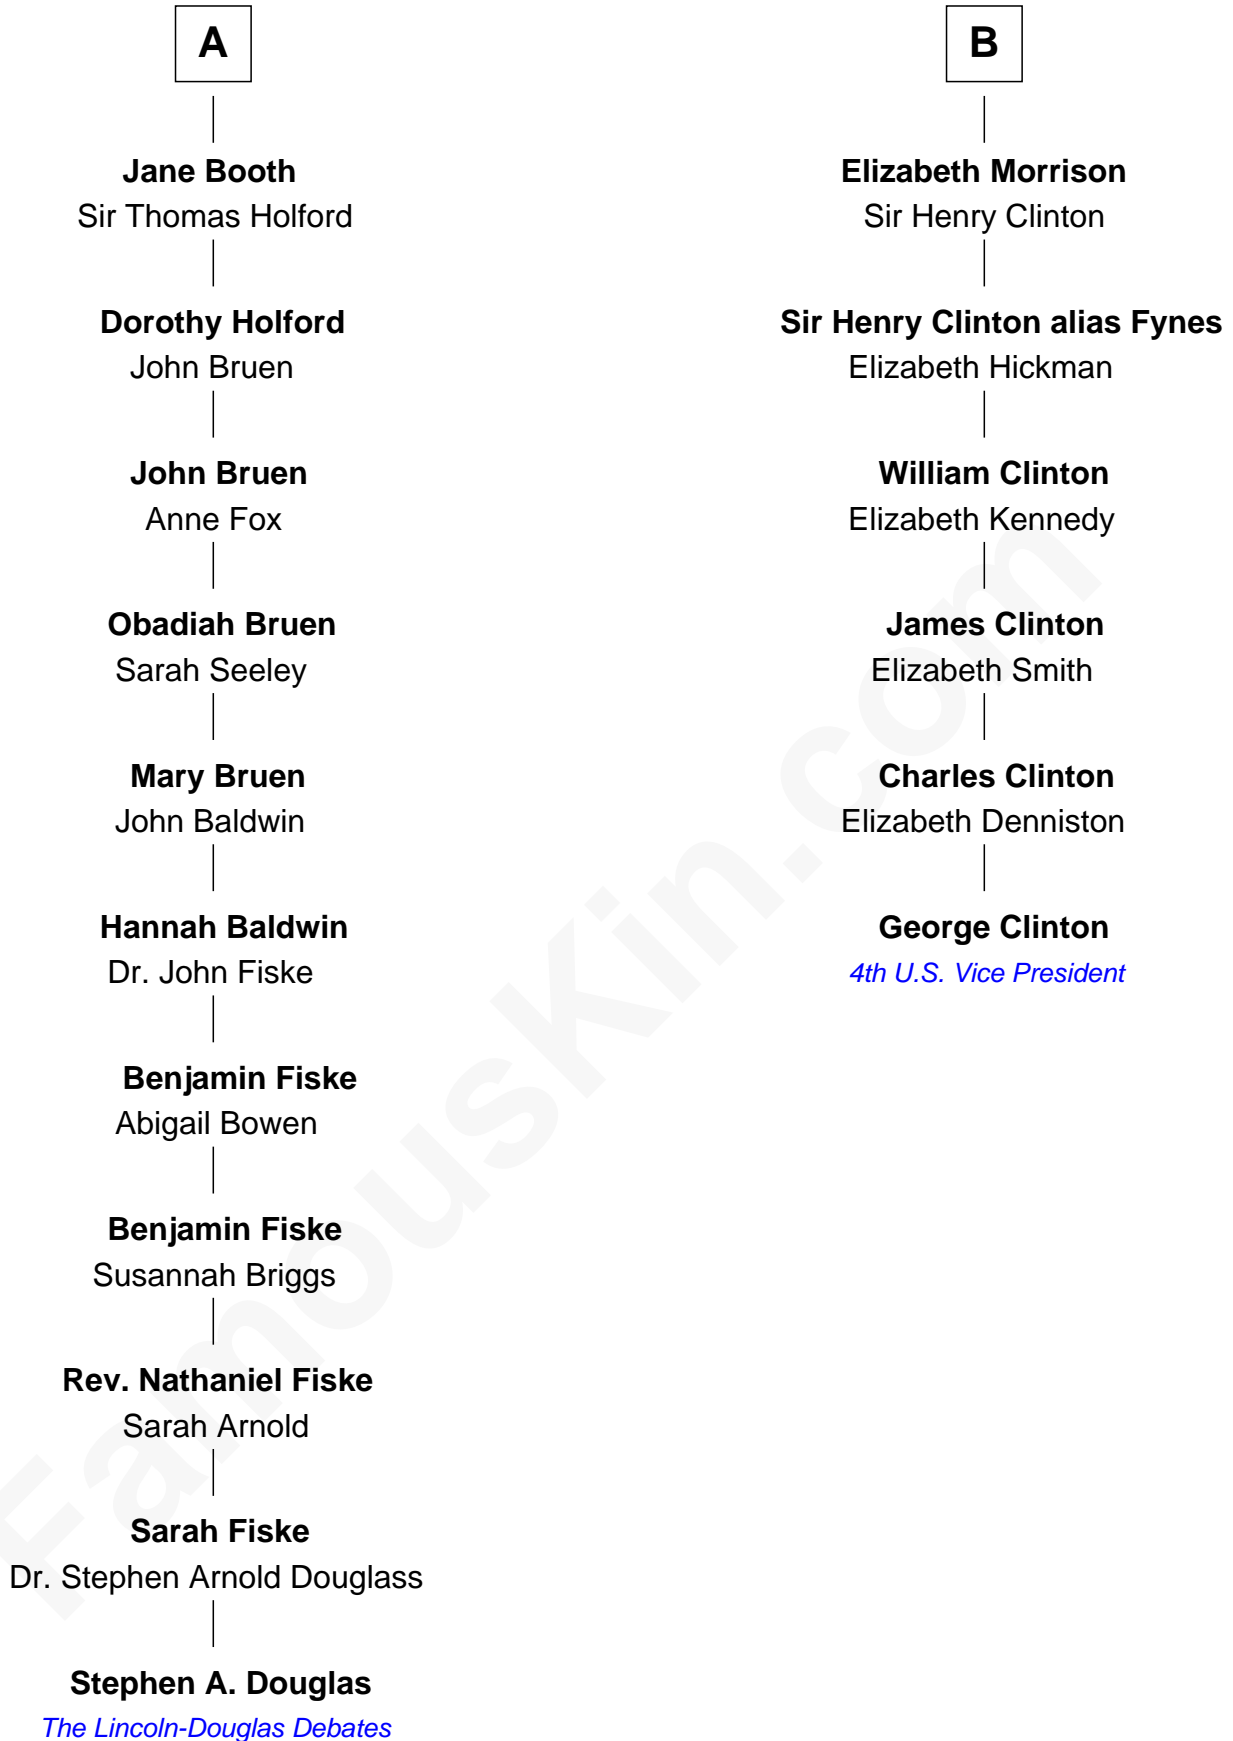 A
Jane Booth
Sir Thomas Holford
Dorothy Holford
John Bruen
John Bruen
Anne Fox
Obadiah Bruen
Sarah Seeley
Mary Bruen
John Baldwin
Hannah Baldwin
Dr. John Fiske
Benjamin Fiske
Abigail Bowen
Benjamin Fiske
Susannah Briggs
Rev. Nathaniel Fiske
Sarah Arnold
Sarah Fiske
Dr. Stephen Arnold Douglass
Stephen A. Douglas
The Lincoln-Douglas Debates
B
Elizabeth Morrison
Sir Henry Clinton
Sir Henry Clinton alias Fynes
Elizabeth Hickman
William Clinton
Elizabeth Kennedy
James Clinton
Elizabeth Smith
Charles Clinton
Elizabeth Denniston
George Clinton
4th U.S. Vice President
FamousKin.com